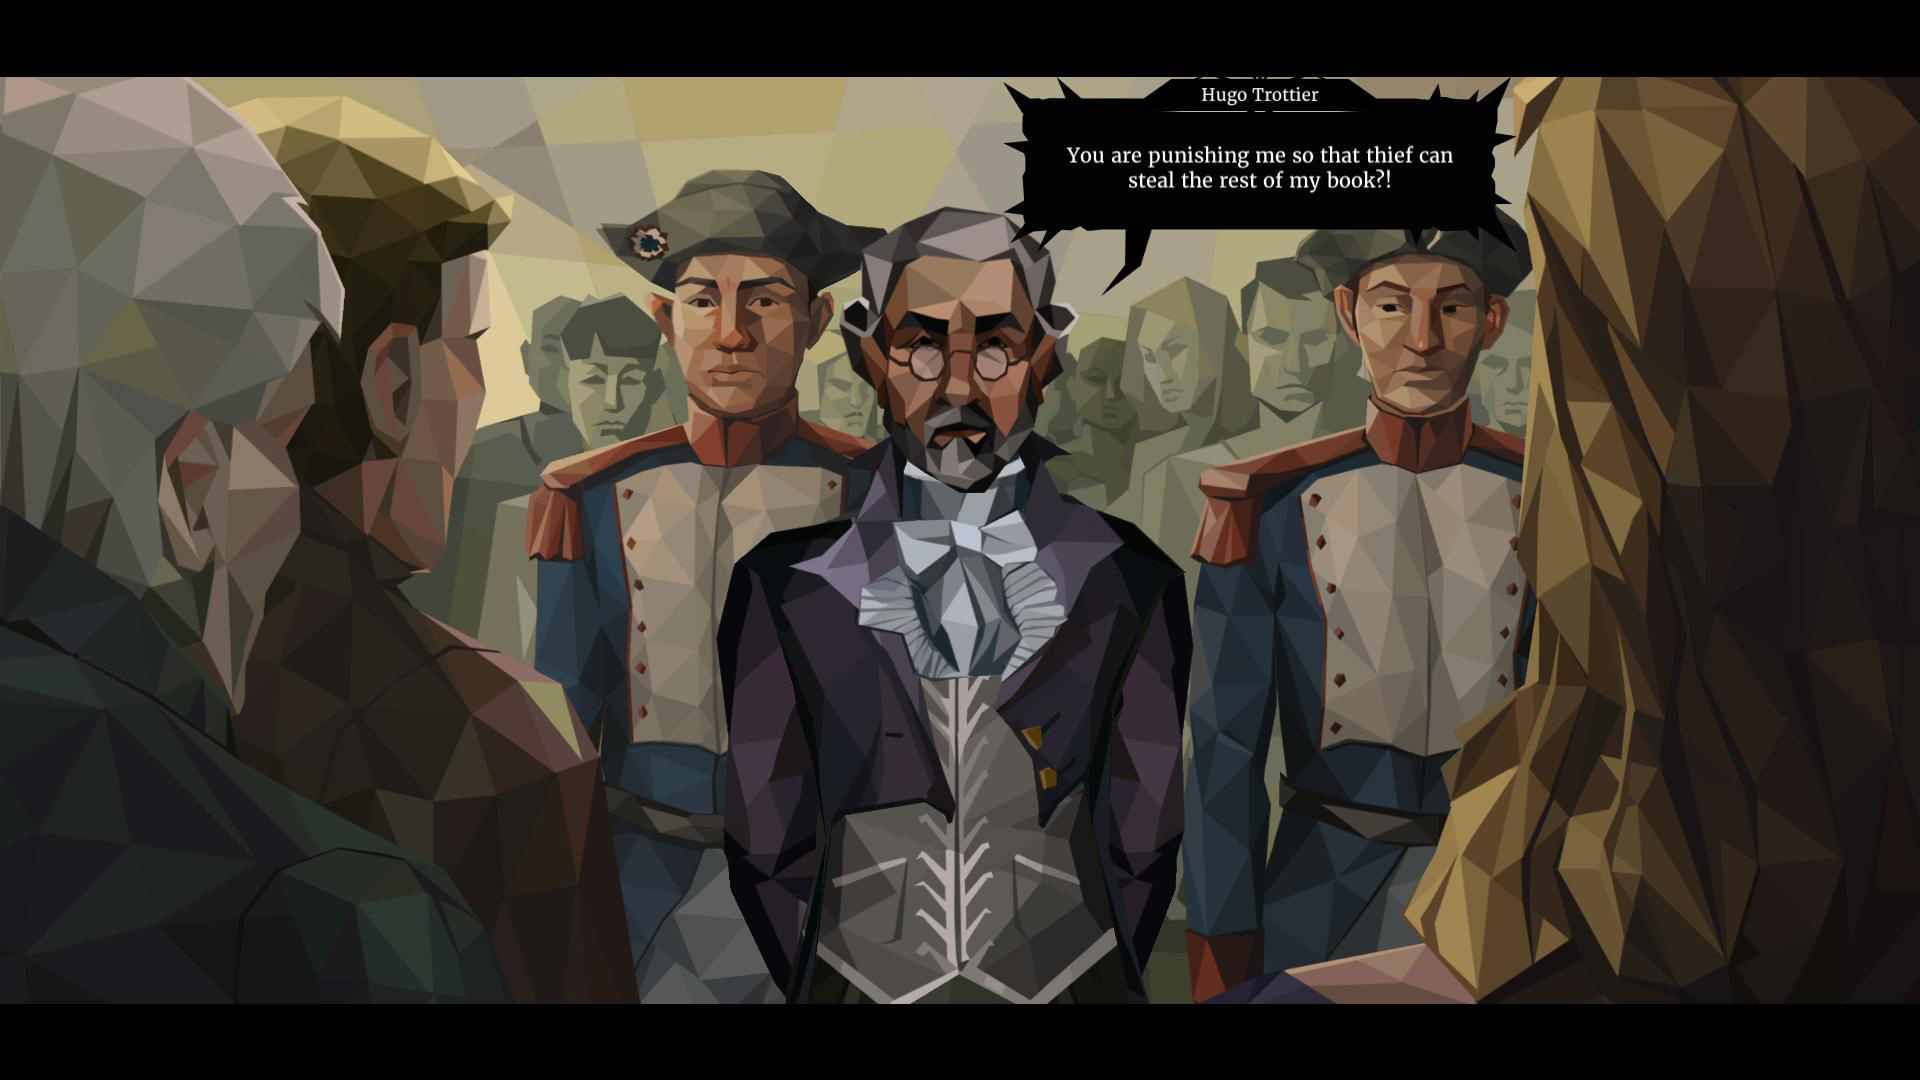 Hugo Trottier
You are punishing me so that thief can
steal the rest of my book?!